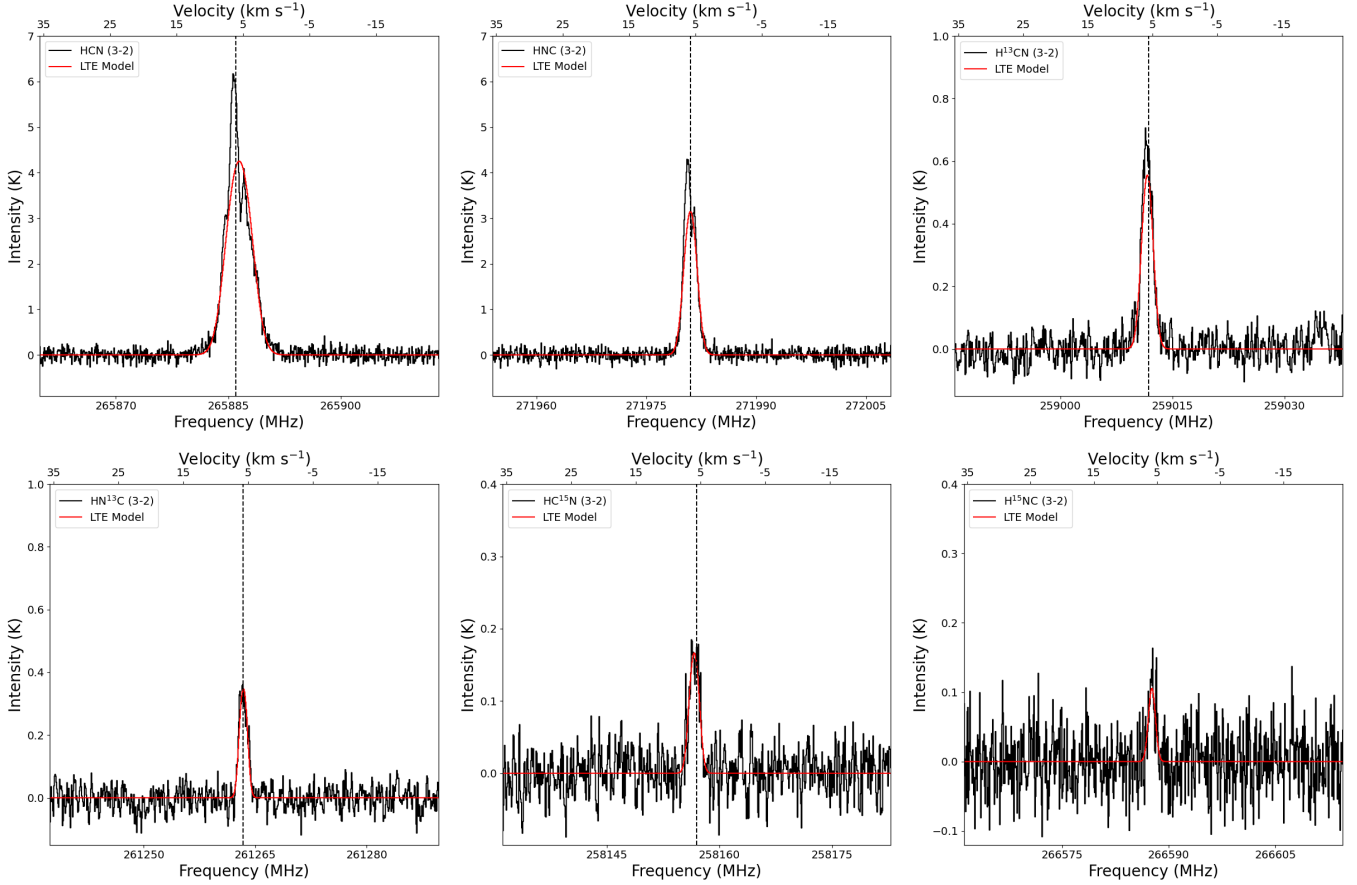 Velocity (km s⁻¹)
35 25 15 5 -5 -15
7
6
5
4
3
2
1
0
Intensity (K)
HCN (3-2)
LTE Model
265870 265885 265900
Frequency (MHz)
Velocity (km s⁻¹)
35 25 15 5 -5 -15
7
6
5
4
3
2
1
0
Intensity (K)
HNC (3-2)
LTE Model
271960 271975 271990 272005
Frequency (MHz)
Velocity (km s⁻¹)
35 25 15 5 -5 -15
1.0
0.8
0.6
0.4
0.2
0.0
Intensity (K)
H¹³CN (3-2)
LTE Model
259000 259015 259030
Frequency (MHz)
Velocity (km s⁻¹)
35 25 15 5 -5 -15
1.0
0.8
0.6
0.4
0.2
0.0
Intensity (K)
HN¹³C (3-2)
LTE Model
261250 261265 261280
Frequency (MHz)
Velocity (km s⁻¹)
35 25 15 5 -5 -15
0.4
0.3
0.2
0.1
0.0
Intensity (K)
HC¹⁵N (3-2)
LTE Model
258145 258160 258175
Frequency (MHz)
Velocity (km s⁻¹)
35 25 15 5 -5 -15
0.4
0.3
0.2
0.1
0.0
−0.1
Intensity (K)
H¹⁵NC (3-2)
LTE Model
266575 266590 266605
Frequency (MHz)